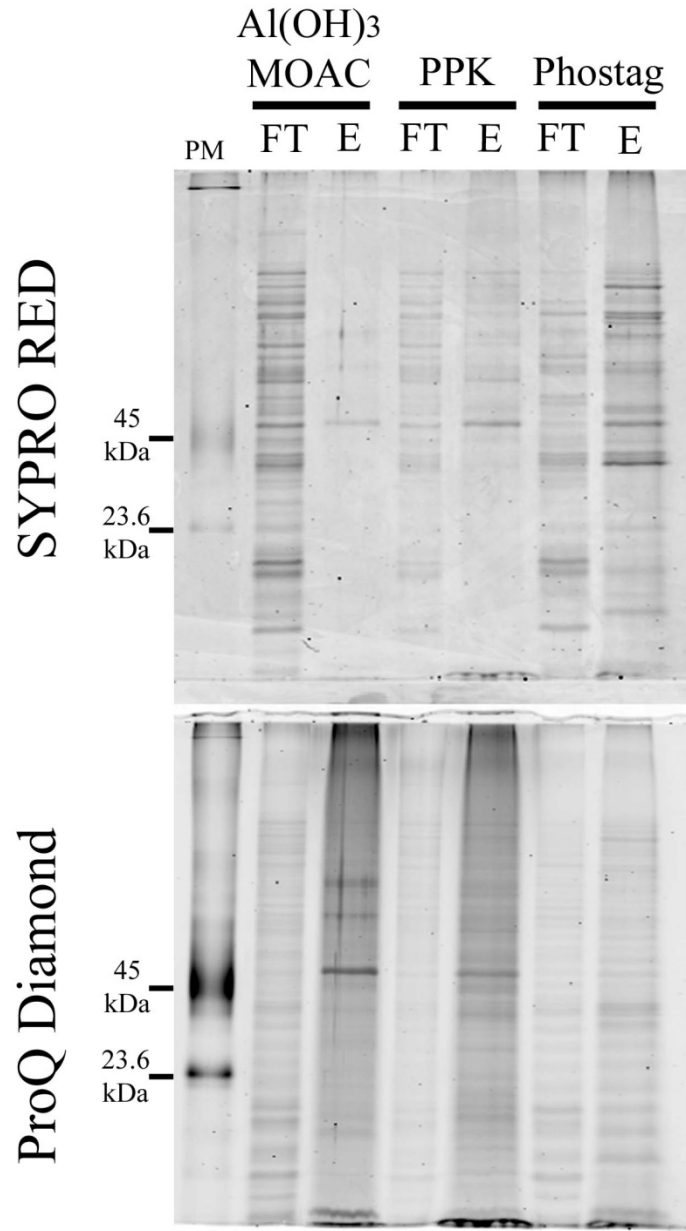 Al(OH)3
MOAC PPK Phostag
PM FT E FT E FT E
SYPRO RED
45
kDa
23.6
kDa
ProQ Diamond
45
kDa
23.6
kDa